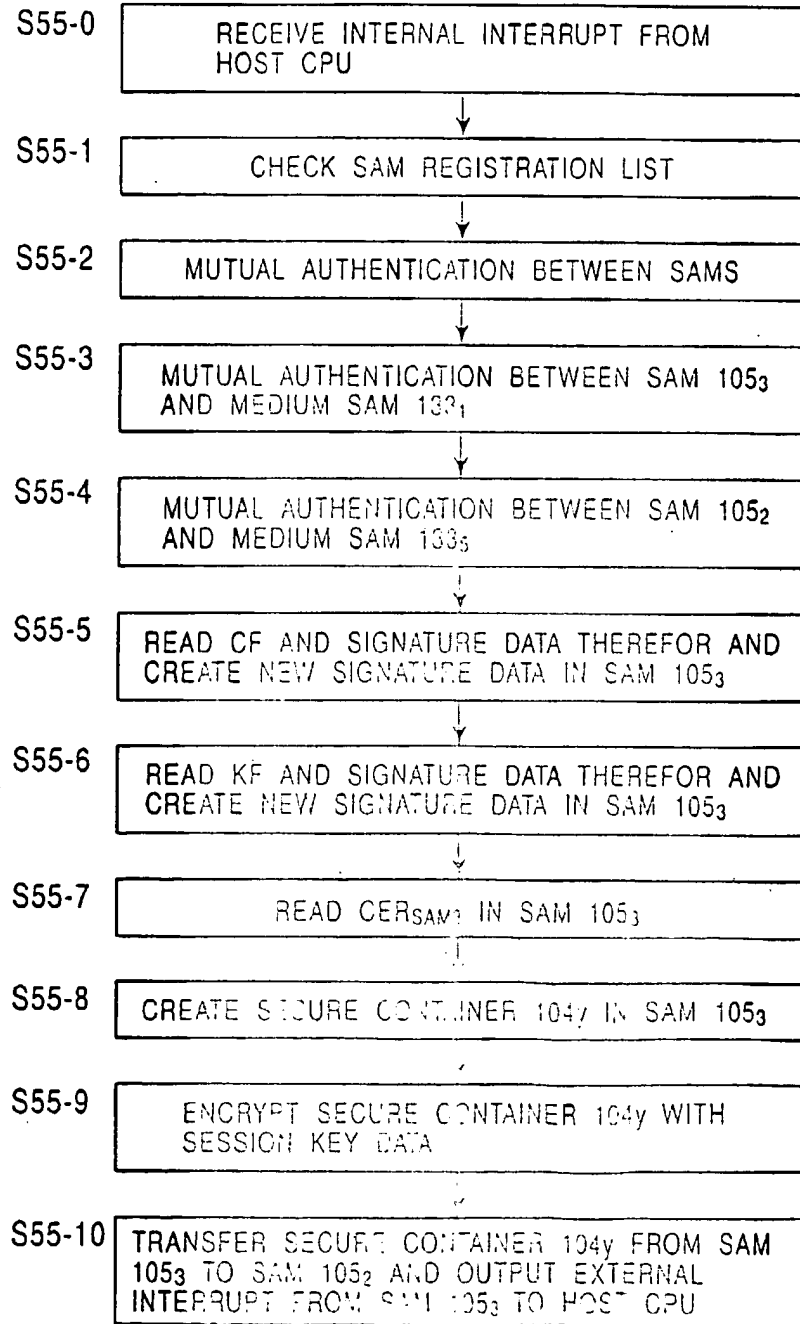 S55-0
RECEIVE INTERNAL INTERRUPT FROM
HOST CPU
S55-1
CHECK SAM REGISTRATION LIST
S55-2
MUTUAL AUTHENTICATION BETWEEN SAMS
S55-3
MUTUAL AUTHENTICATION BETWEEN SAM 105₃
AND MEDIUM SAM 133₁
S55-4
MUTUAL AUTHENTICATION BETWEEN SAM 105₂
AND MEDIUM SAM 133₅
S55-5
READ CF AND SIGNATURE DATA THEREFOR AND
CREATE NEW SIGNATURE DATA IN SAM 105₃
S55-6
READ KF AND SIGNATURE DATA THEREFOR AND
CREATE NEW SIGNATURE DATA IN SAM 105₃
S55-7
READ CER_SAM3 IN SAM 105₃
S55-8
CREATE SECURE CONTAINER 104y IN SAM 105₃
S55-9
ENCRYPT SECURE CONTAINER 104y WITH
SESSION KEY DATA
S55-10
TRANSFER SECURE CONTAINER 104y FROM SAM
105₃ TO SAM 105₂ AND OUTPUT EXTERNAL
INTERRUPT FROM SAM 105₃ TO HOST CPU